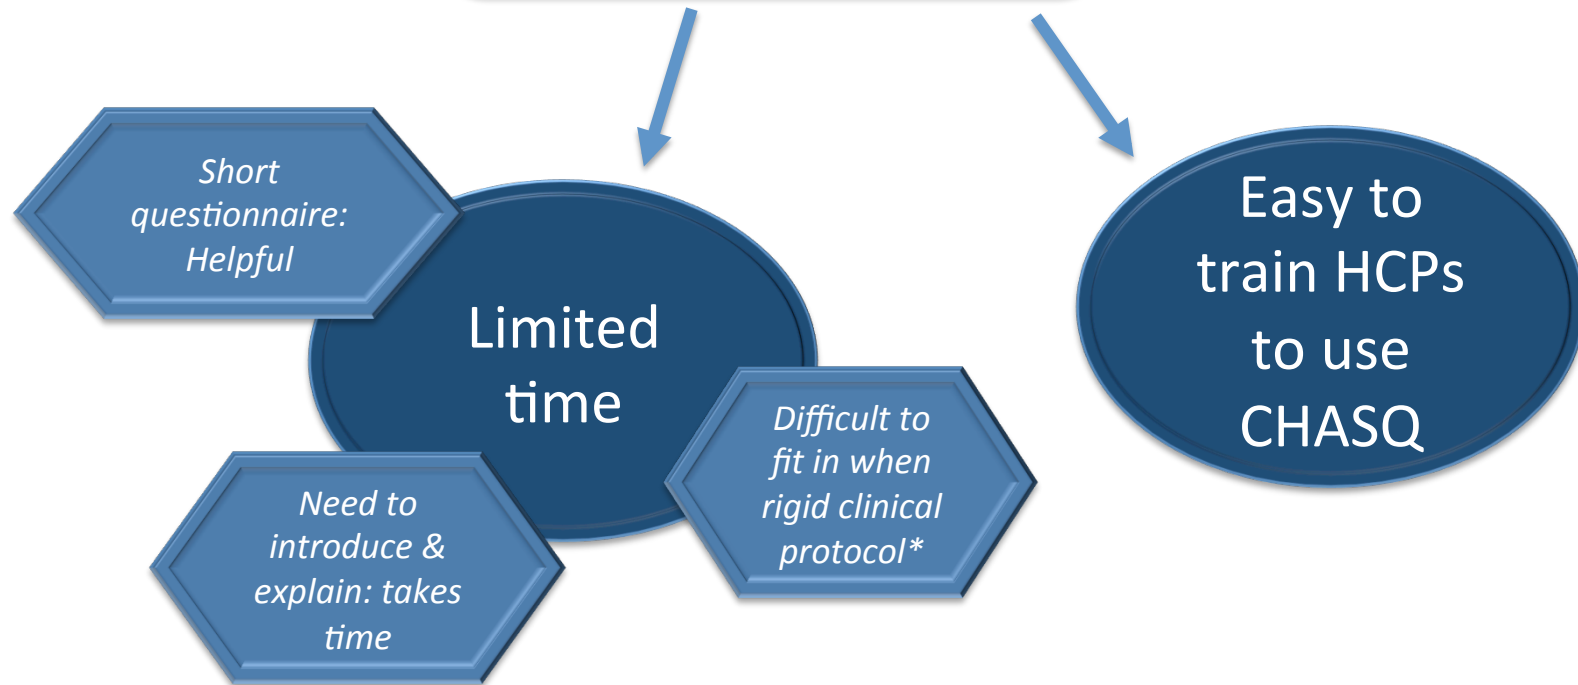 Short
questionnaire:
Helpful
Limited
time
Difficult to
fit in when
rigid clinical
protocol*
Need to
introduce &
explain: takes
time
Easy to
train HCPs
to use
CHASQ